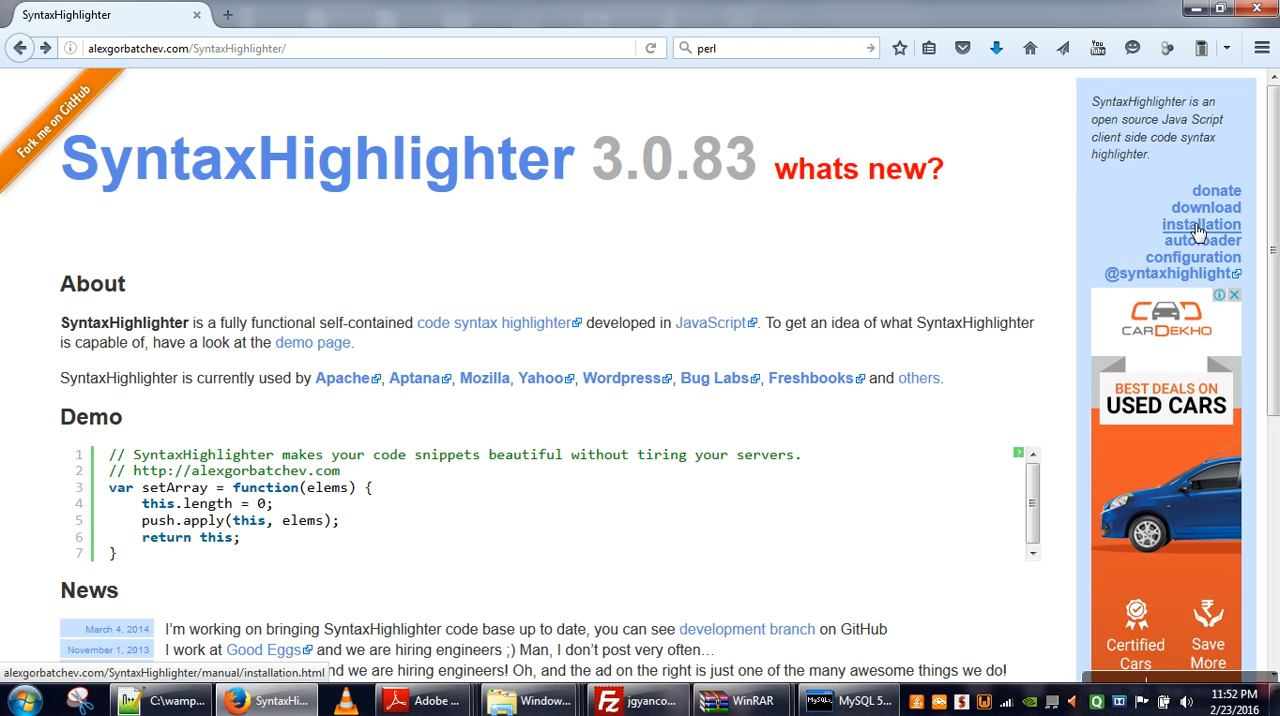 SyntaxHighlighter
alexgorbatchev.com/SyntaxHighlighter/
perl
You
Tube
Fork me on GitHub
SyntaxHighlighter 3.0.83 whats new?
SyntaxHighlighter is an
open source Java Script
client side code syntax
highlighter.
donate
download
installation
autoloader
configuration
@syntaxhighlight
CARDEKHO
BEST DEALS ON
USED CARS
Certified
Cars
Save
More
About
SyntaxHighlighter is a fully functional self-contained code syntax highlighter developed in JavaScript. To get an idea of what SyntaxHighlighter
is capable of, have a look at the demo page.
SyntaxHighlighter is currently used by Apache, Aptana, Mozilla, Yahoo, Wordpress, Bug Labs, Freshbooks and others.
Demo
1 // SyntaxHighlighter makes your code snippets beautiful without tiring your servers.
2 // http://alexgorbatchev.com
3 var setArray = function(elems) {
4 this.length = 0;
5 push.apply(this, elems);
6 return this;
7 }
?
News
March 4, 2014 I'm working on bringing SyntaxHighlighter code base up to date, you can see development branch on GitHub
November 1, 2013 I work at Good Eggs and we are hiring engineers ;) Man, I don't post very often…
and we are hiring engineers! Oh, and the ad on the right is just one of the many awesome things we do!
alexgorbatchev.com/SyntaxHighlighter/manual/installation.html
C:\wamp...
SyntaxHi...
Adobe ...
Window...
jgyanco...
WinRAR
MySQL 5...
11:52 PM
2/23/2016